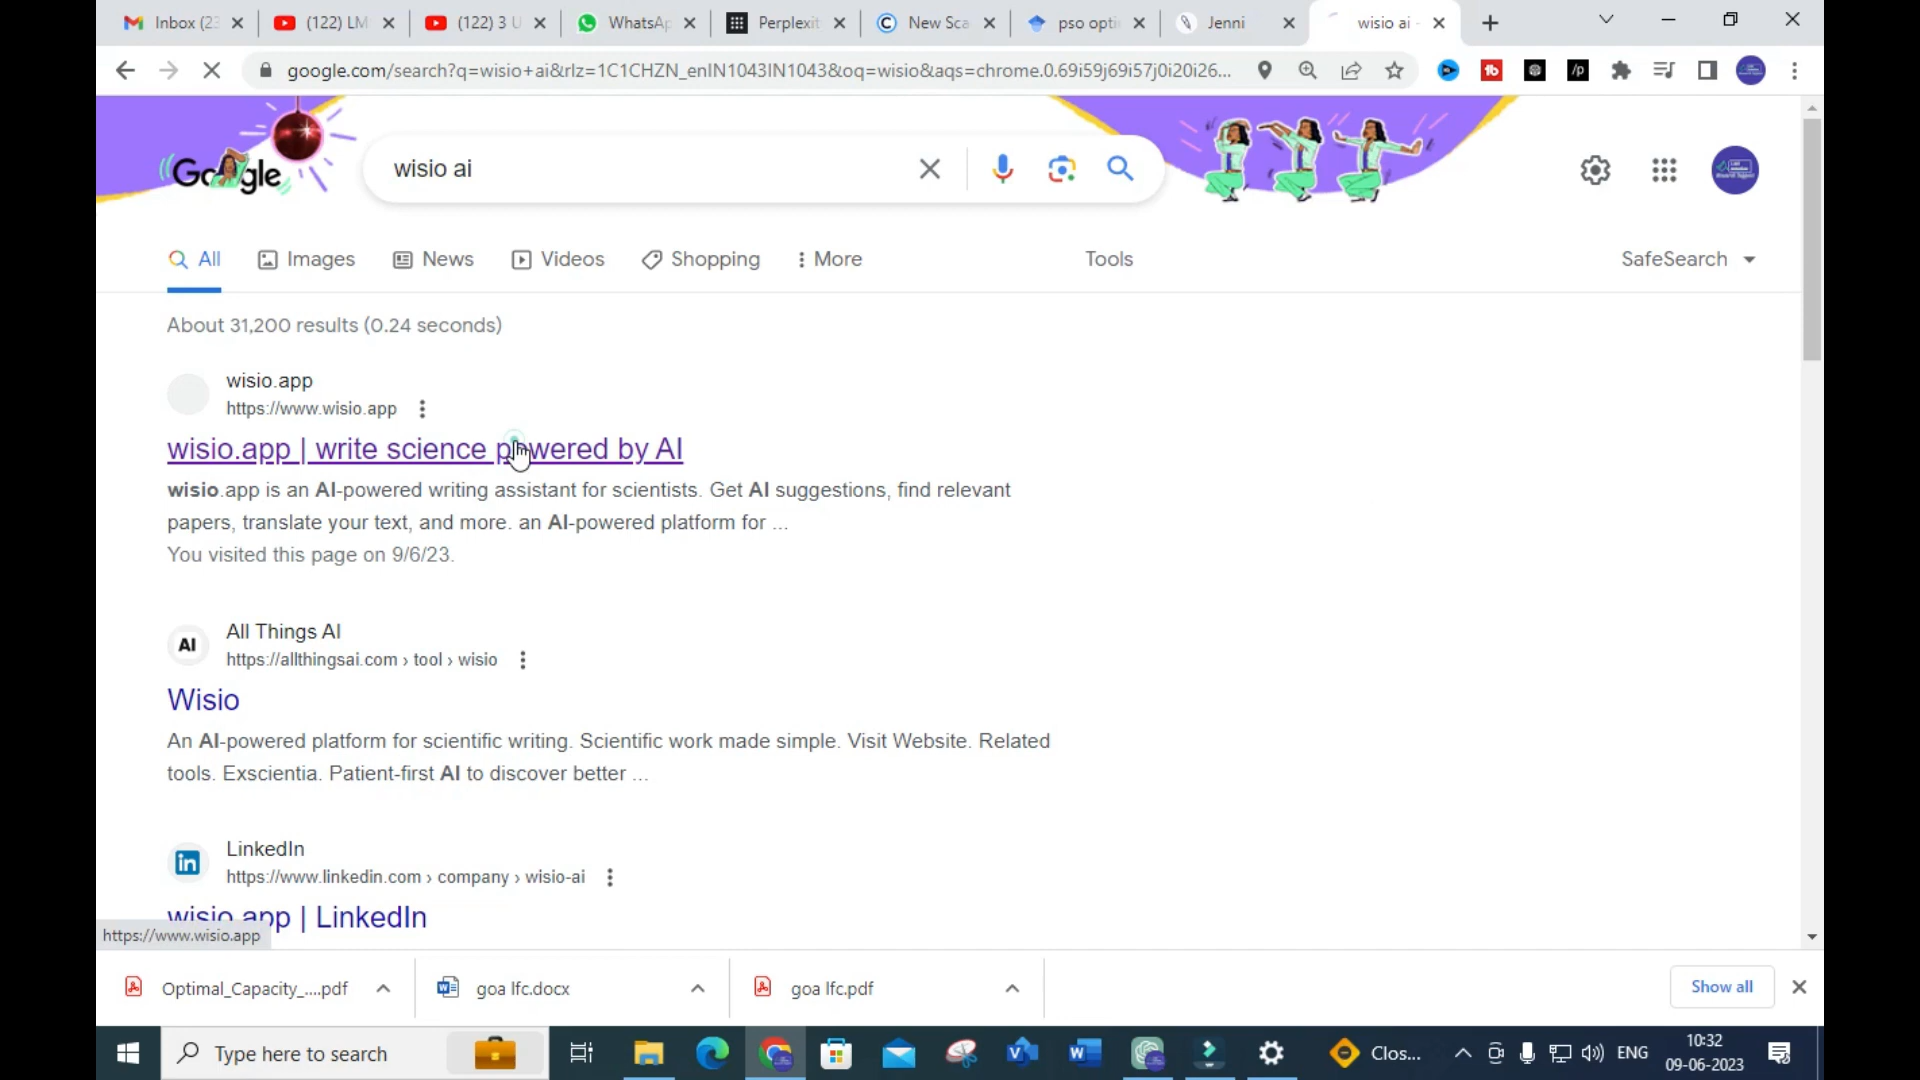 Inbox (23
(122) LM
(122) 3 U
WhatsAp
Perplexit
New Sca
pso opti
Jenni
wisio ai -
google.com/search?q=wisio+ai&rlz=1C1CHZN_enIN1043IN1043&oq=wisio&aqs=chrome.0.69i59j69i57j0i20i26...
Google
wisio ai
All
Images
News
Videos
Shopping
More
Tools
SafeSearch
About 31,200 results (0.24 seconds)
wisio.app
https://www.wisio.app
wisio.app | write science powered by AI
wisio.app is an AI-powered writing assistant for scientists. Get AI suggestions, find relevant
papers, translate your text, and more. an AI-powered platform for ...
You visited this page on 9/6/23.
AI
All Things AI
https://allthingsai.com › tool › wisio
Wisio
An AI-powered platform for scientific writing. Scientific work made simple. Visit Website. Related
tools. Exscientia. Patient-first AI to discover better ...
in
LinkedIn
https://www.linkedin.com › company › wisio-ai
wisio.app | LinkedIn
https://www.wisio.app
Optimal_Capacity_....pdf
goa lfc.docx
goa lfc.pdf
Show all
Type here to search
Clos...
ENG
10:32
09-06-2023